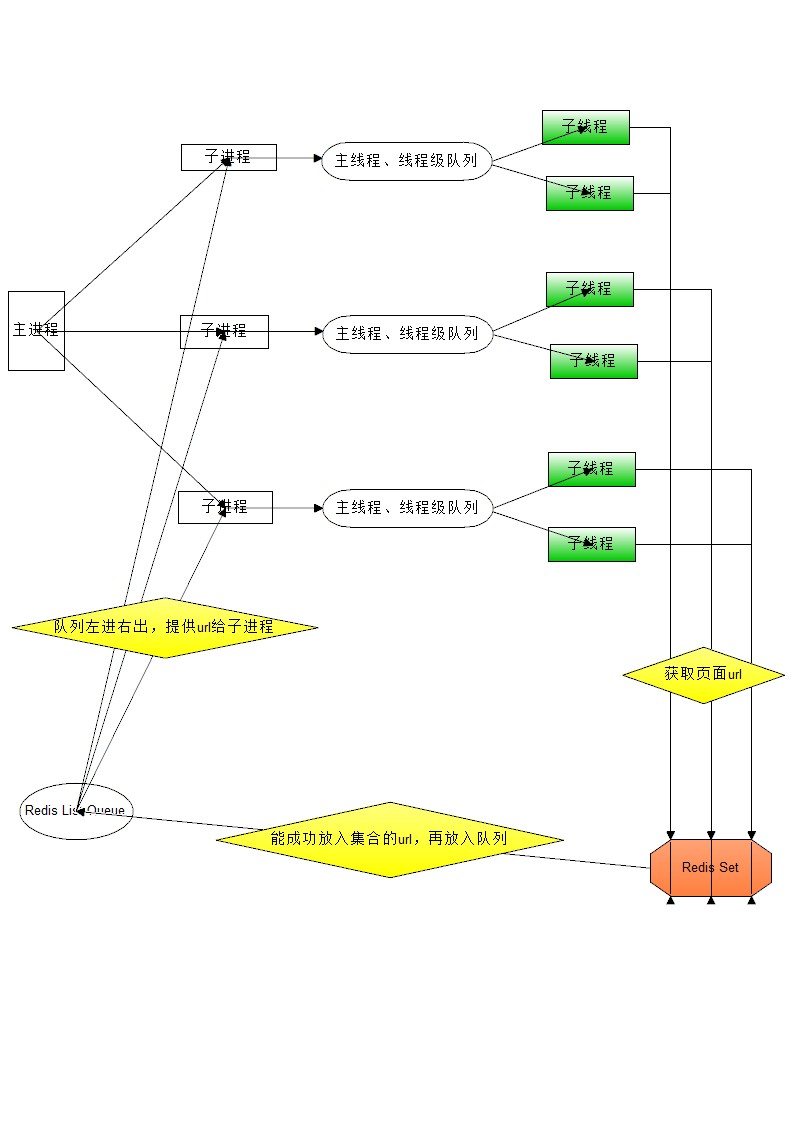 子线程
子进程
主线程、线程级队列
子线程
子线程
主进程
子进程
主线程、线程级队列
子线程
子线程
子进程
主线程、线程级队列
子线程
队列左进右出，提供url给子进程
获取页面url
Redis List Queue
能成功放入集合的url，再放入队列
Redis Set